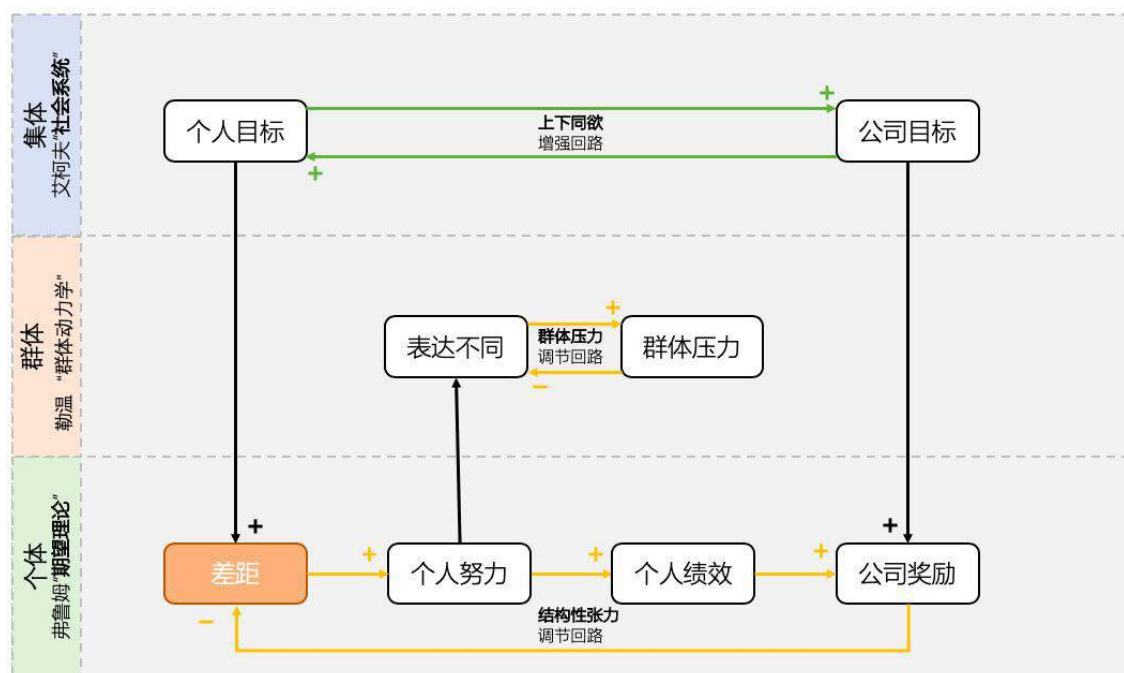 集体
艾柯夫“社会系统”
个人目标
+
上下同欲
增强回路
+
公司目标
群体
勒温 “群体动力学”
表达不同
+
群体压力
调节回路
−
群体压力
个体
弗鲁姆“期望理论”
+
+
差距
+
个人努力
+
个人绩效
+
公司奖励
−
结构性张力
调节回路